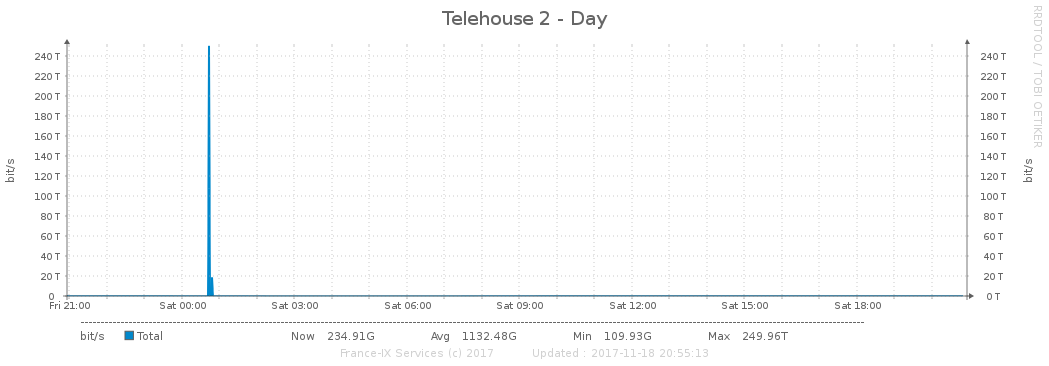 Telehouse 2 - Day
RRDTOOL / TOBI OETIKER
bit/s
240 T
220 T
200 T
180 T
160 T
140 T
120 T
100 T
80 T
60 T
40 T
20 T
0
240 T
220 T
200 T
180 T
160 T
140 T
120 T
100 T
80 T
60 T
40 T
20 T
0 T
bit/s
Fri 21:00 Sat 00:00 Sat 03:00 Sat 06:00 Sat 09:00 Sat 12:00 Sat 15:00 Sat 18:00
bit/s Total Now 234.91G Avg 1132.48G Min 109.93G Max 249.96T
France-IX Services (c) 2017 Updated : 2017-11-18 20:55:13